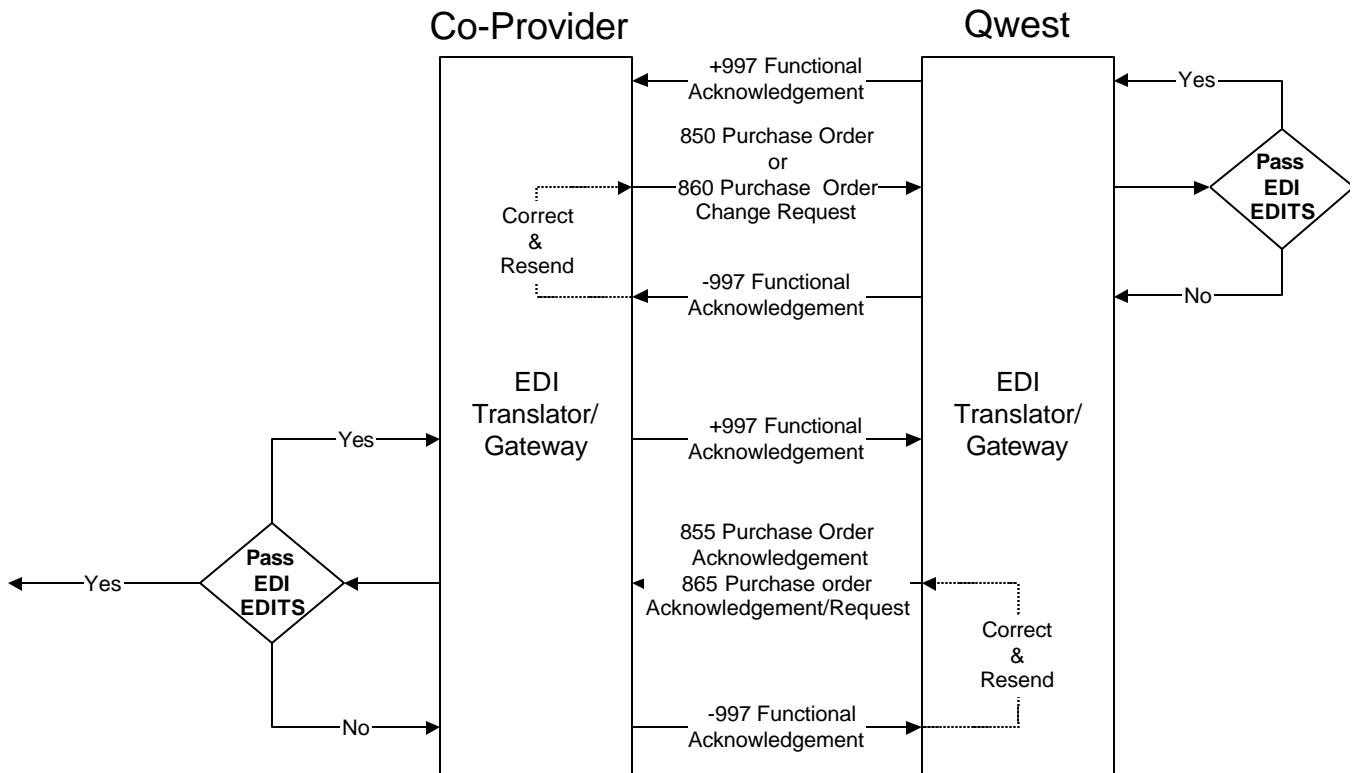 Co-Provider
Qwest
+997 Functional
Acknowledgement
Yes
850 Purchase Order
or
860 Purchase Order
Change Request
Pass
EDI
EDITS
Correct
&
Resend
-997 Functional
Acknowledgement
No
EDI
Translator/
Gateway
EDI
Translator/
Gateway
Yes
+997 Functional
Acknowledgement
855 Purchase Order
Acknowledgement
865 Purchase order
Acknowledgement/Request
Yes
Pass
EDI
EDITS
Correct
&
Resend
No
-997 Functional
Acknowledgement